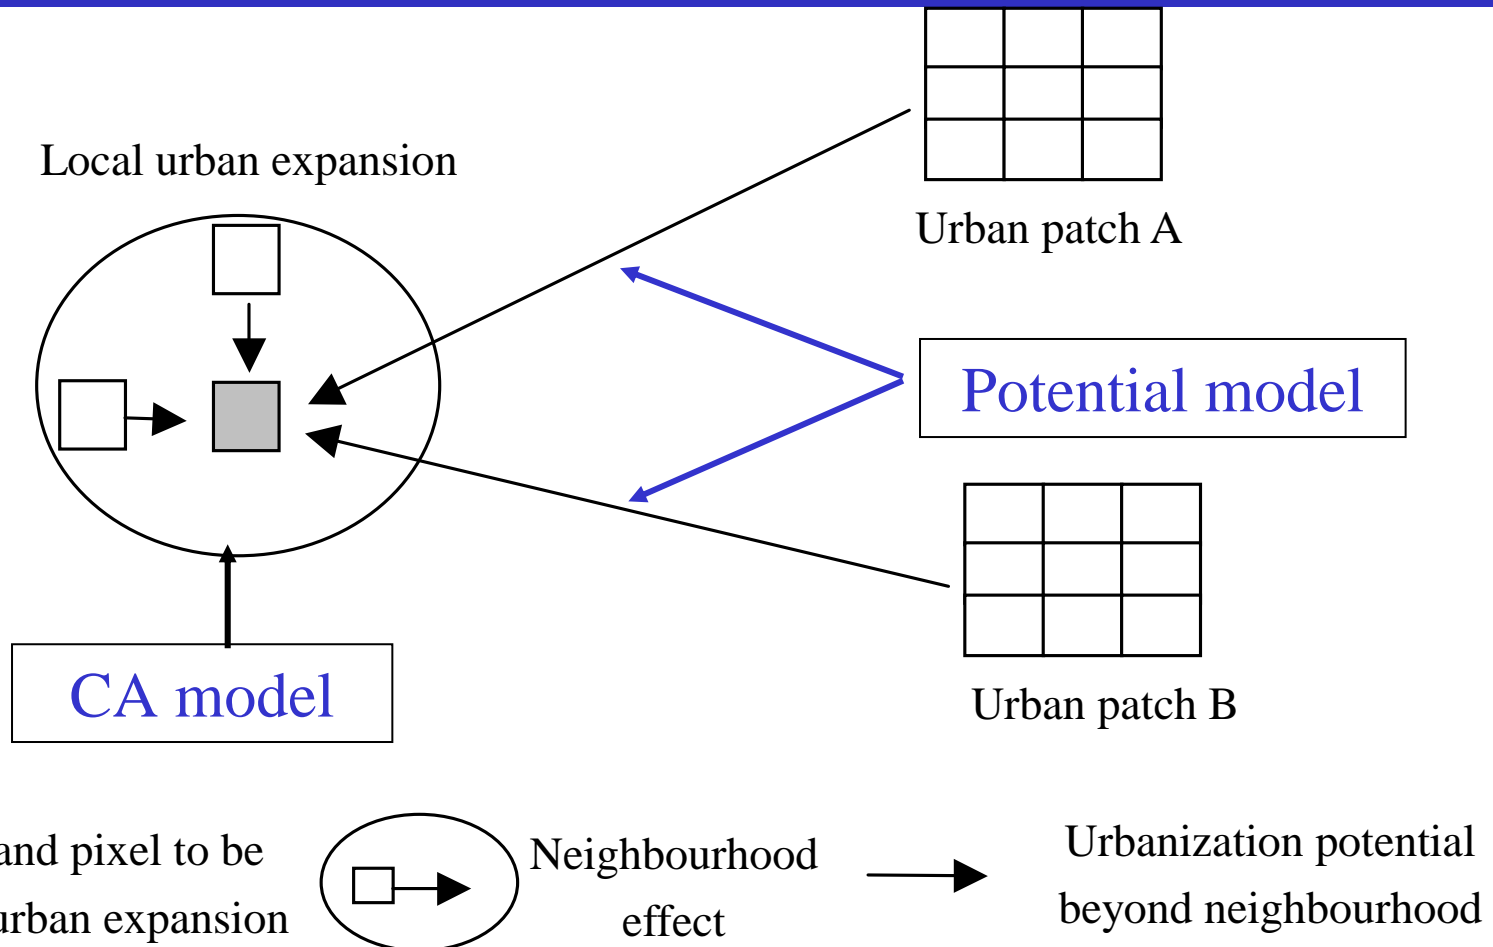 Local urban expansion
Urban patch A
Potential model
CA model
Urban patch B
and pixel to be
urban expansion
Neighbourhood
effect
Urbanization potential
beyond neighbourhood